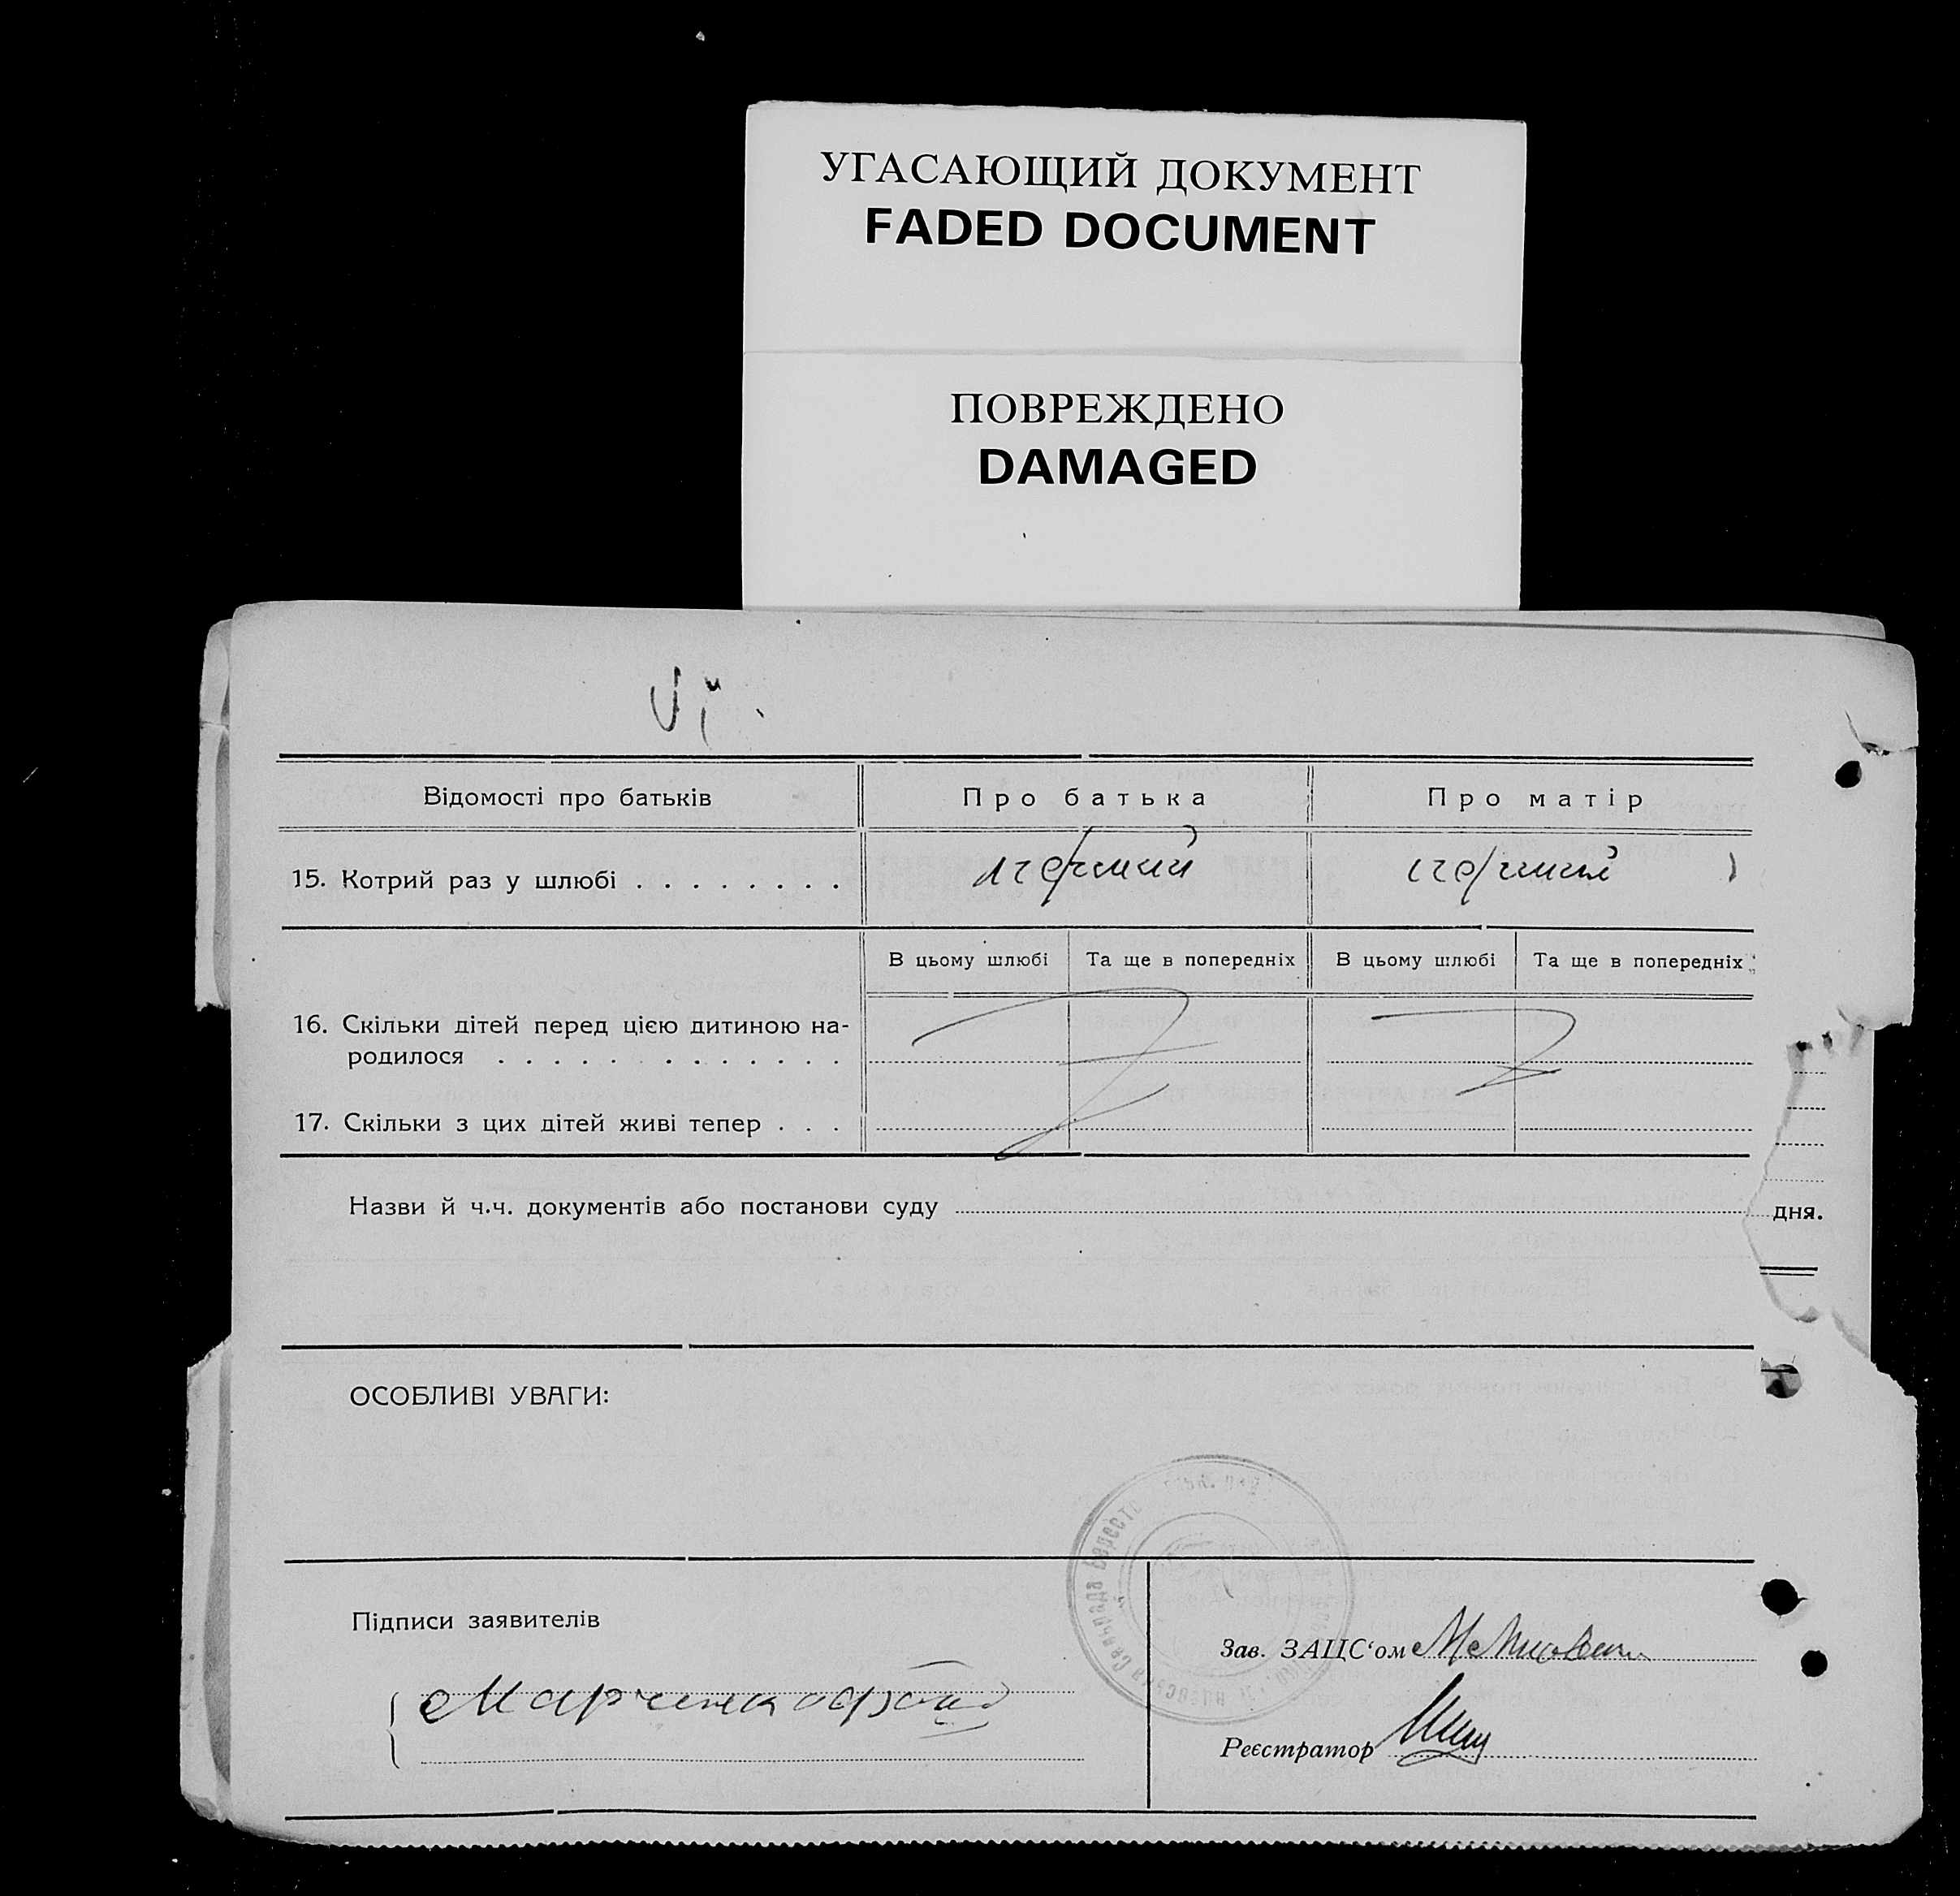 УГАСАЮЩИЙ ДОКУМЕНТ
FADED DOCUMENT
ПОВРЕЖДЕНО
DAMAGED
Відомості про батьків
Про батька
Про матір
15. Котрий раз у шлюбі . . . . . . . .
перший
перший
В цьому шлюбі
Та ще в попередніх
В цьому шлюбі
Та ще в попередніх
16. Скільки дітей перед цією дитиною на-
родилося . . . . . . . . . . . . .
17. Скільки з цих дітей живі тепер . . .
Назви й ч.ч. документів або постанови суду
дня.
ОСОБЛИВІ УВАГИ:
Підписи заявителів
Зав. ЗАЦС‘ом
Реєстратор